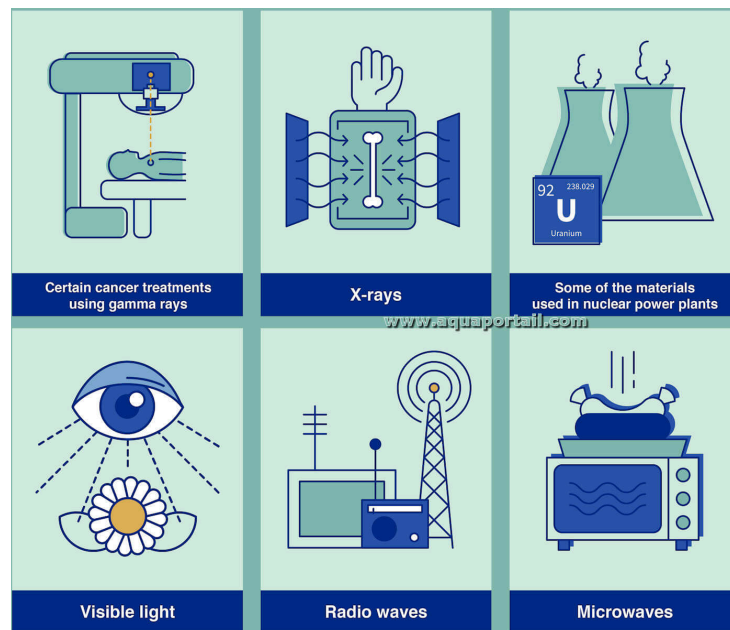 92
238.029
U
Uranium
Certain cancer treatments
using gamma rays
X-rays
Some of the materials
used in nuclear power plants
www.aquaportail.com
Visible light
Radio waves
Microwaves